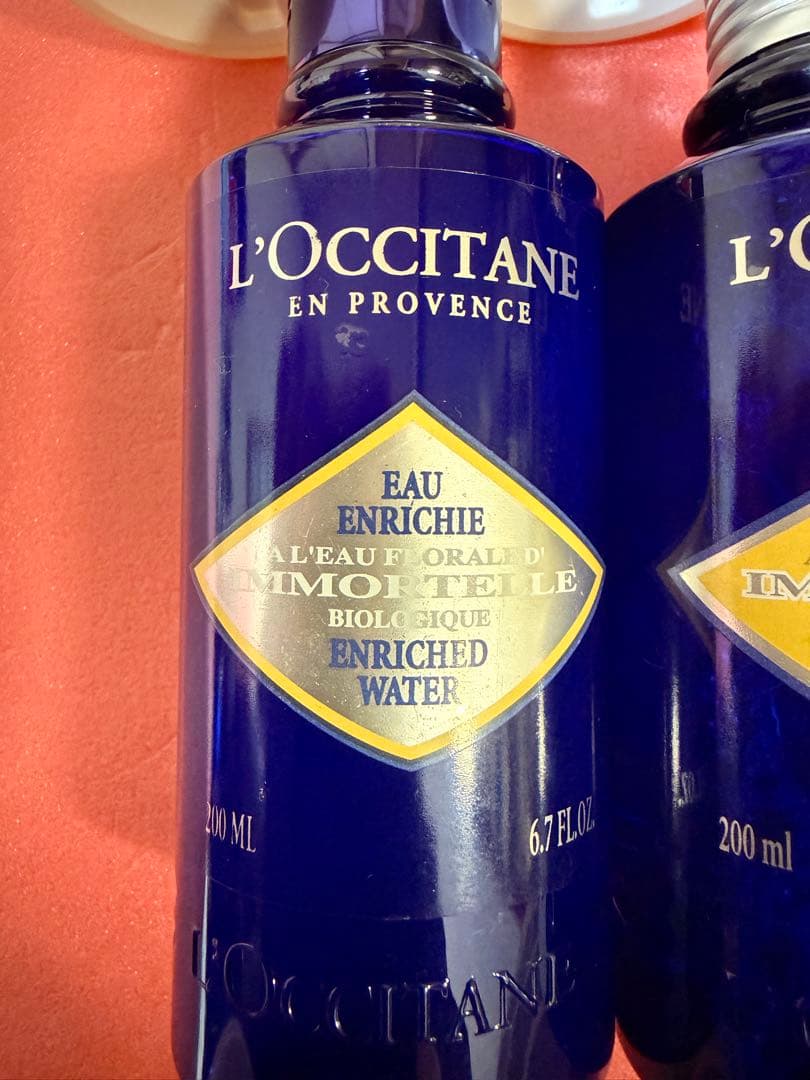 L'OCCITANE
EN PROVENCE
EAU
ENRICHIE
A L'EAU FLORALE D'
IMMORTELLE
BIOLOGIQUE
ENRICHED
WATER
200 ML
6.7 FL.OZ.
L'OCCITANE
L'O
IM
200 ml